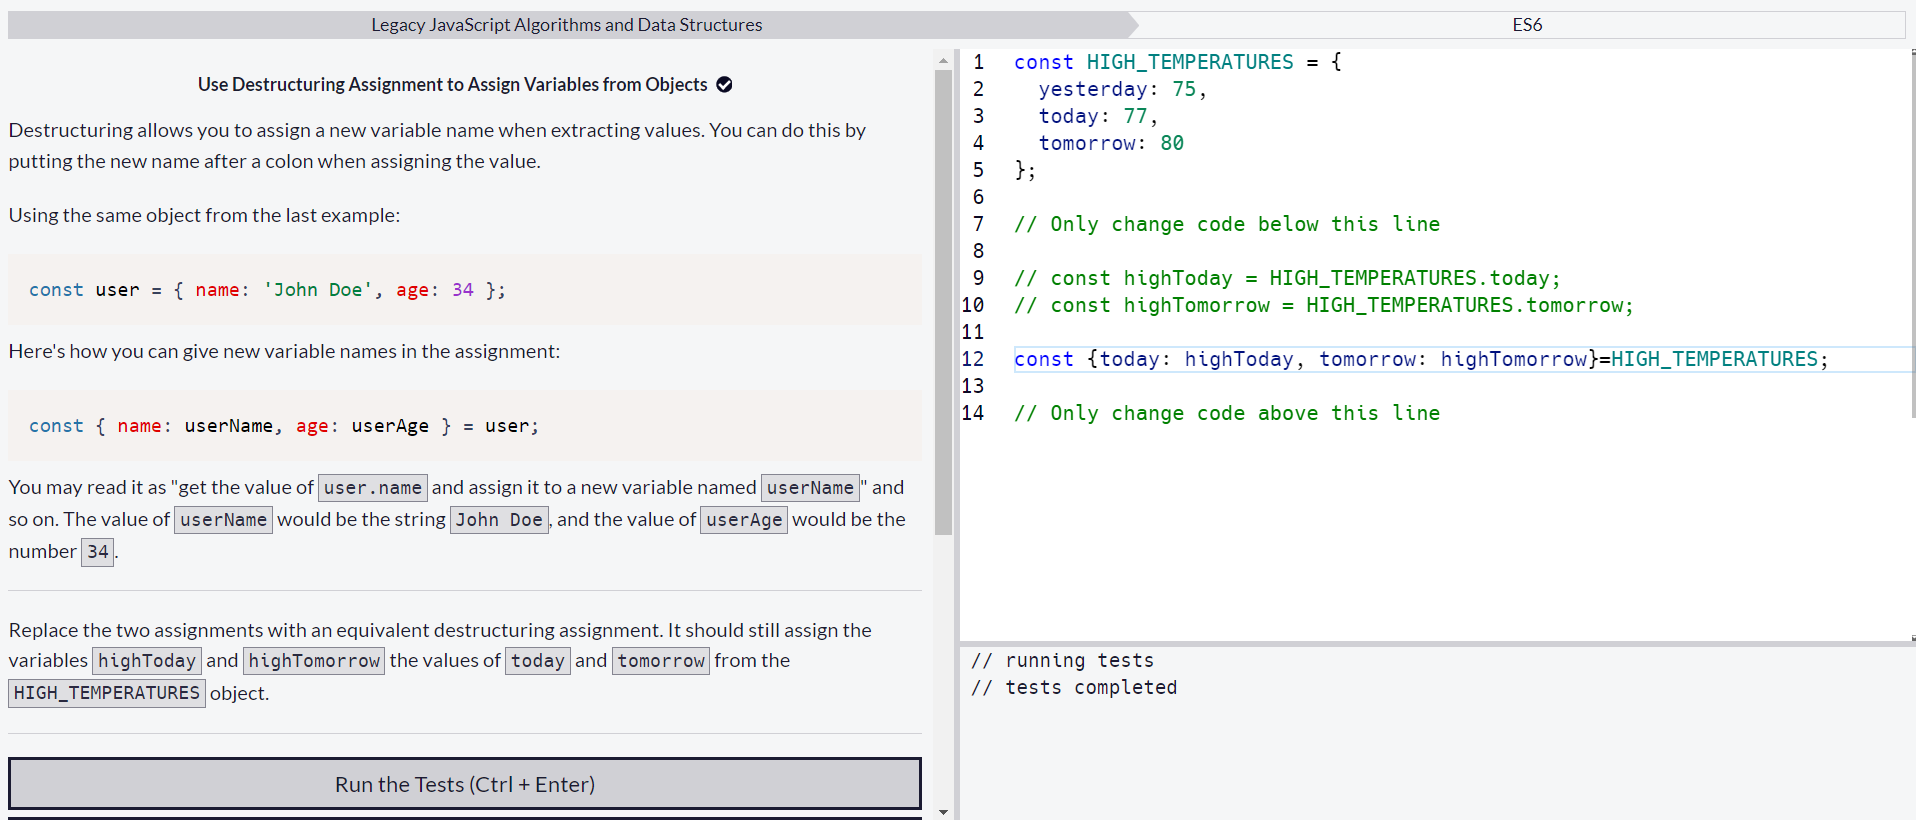 Legacy JavaScript Algorithms and Data Structures
ES6
Use Destructuring Assignment to Assign Variables from Objects
Destructuring allows you to assign a new variable name when extracting values. You can do this by
putting the new name after a colon when assigning the value.
Using the same object from the last example:
const user = { name: 'John Doe', age: 34 };
Here's how you can give new variable names in the assignment:
const { name: userName, age: userAge } = user;
You may read it as "get the value of user.name and assign it to a new variable named userName" and
so on. The value of userName would be the string John Doe, and the value of userAge would be the
number 34.
Replace the two assignments with an equivalent destructuring assignment. It should still assign the
variables highToday and highTomorrow the values of today and tomorrow from the
HIGH_TEMPERATURES object.
Run the Tests (Ctrl + Enter)
1 const HIGH_TEMPERATURES = {
2   yesterday: 75,
3   today: 77,
4   tomorrow: 80
5 };
6
7 // Only change code below this line
8
9 // const highToday = HIGH_TEMPERATURES.today;
10 // const highTomorrow = HIGH_TEMPERATURES.tomorrow;
11
12 const {today: highToday, tomorrow: highTomorrow}=HIGH_TEMPERATURES;
13
14 // Only change code above this line
// running tests
// tests completed